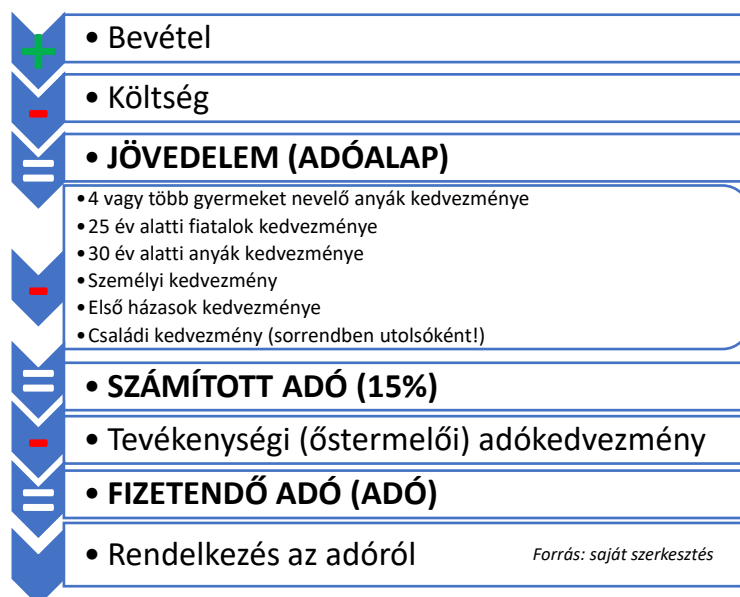 +
• Bevétel
-
• Költség
=
• JÖVEDELEM (ADÓALAP)
-
• 4 vagy több gyermeket nevelő anyák kedvezménye
• 25 év alatti fiatalok kedvezménye
• 30 év alatti anyák kedvezménye
• Személyi kedvezmény
• Első házasok kedvezménye
• Családi kedvezmény (sorrendben utolsóként!)
=
• SZÁMÍTOTT ADÓ (15%)
-
• Tevékenységi (őstermelői) adókedvezmény
=
• FIZETENDŐ ADÓ (ADÓ)
• Rendelkezés az adóról
Forrás: saját szerkesztés